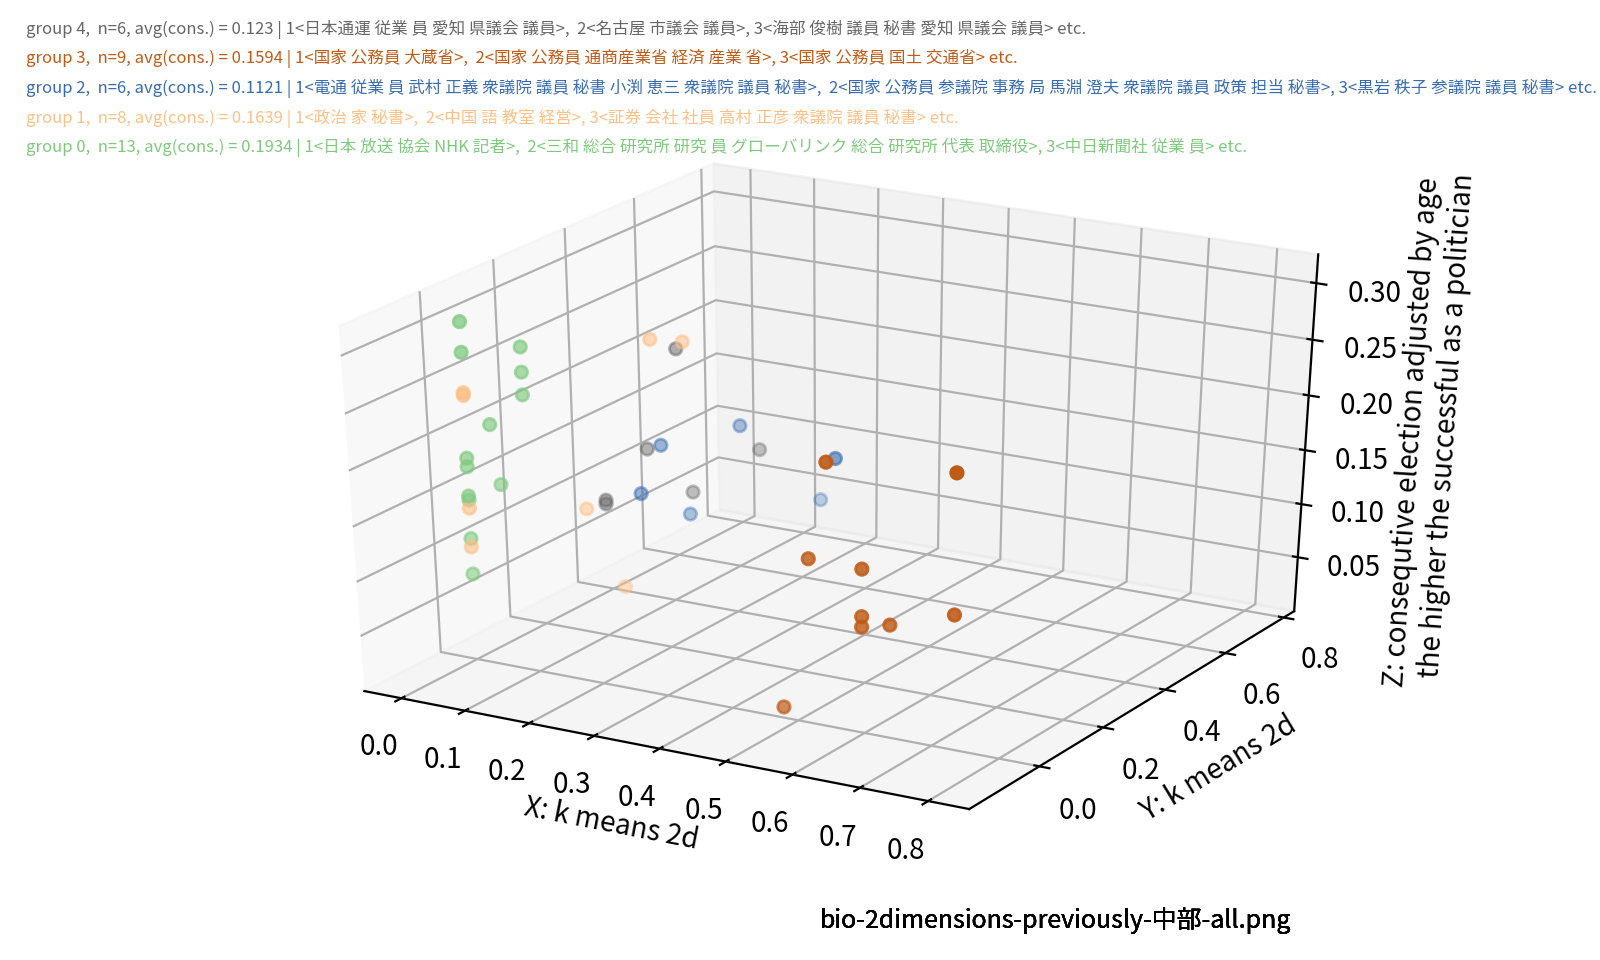 group 4,  n=6, avg(cons.) = 0.123 | 1<日本通運 従業 員 愛知 県議会 議員>,  2<名古屋 市議会 議員>, 3<海部 俊樹 議員 秘書 愛知 県議会 議員> etc.
group 3,  n=9, avg(cons.) = 0.1594 | 1<国家 公務員 大蔵省>,  2<国家 公務員 通商産業省 経済 産業 省>, 3<国家 公務員 国土 交通省> etc.
group 2,  n=6, avg(cons.) = 0.1121 | 1<電通 従業 員 武村 正義 衆議院 議員 秘書 小渕 恵三 衆議院 議員 秘書>,  2<国家 公務員 参議院 事務 局 馬淵 澄夫 衆議院 議員 政策 担当 秘書>, 3<黒岩 秩子 参議院 議員 秘書> etc.
group 1,  n=8, avg(cons.) = 0.1639 | 1<政治 家 秘書>,  2<中国 語 教室 経営>, 3<証券 会社 社員 高村 正彦 衆議院 議員 秘書> etc.
group 0,  n=13, avg(cons.) = 0.1934 | 1<日本 放送 協会 NHK 記者>,  2<三和 総合 研究所 研究 員 グローバリンク 総合 研究所 代表 取締役>, 3<中日新聞社 従業 員> etc.
Z: consequtive election adjusted by age
the higher the successful as a politician
0.30
0.25
0.20
0.15
0.10
0.05
0.8
0.6
0.4
0.2
0.0
Y: k means 2d
0.0
0.1
0.2
0.3
0.4
0.5
0.6
0.7
0.8
X: k means 2d
bio-2dimensions-previously-中部-all.png